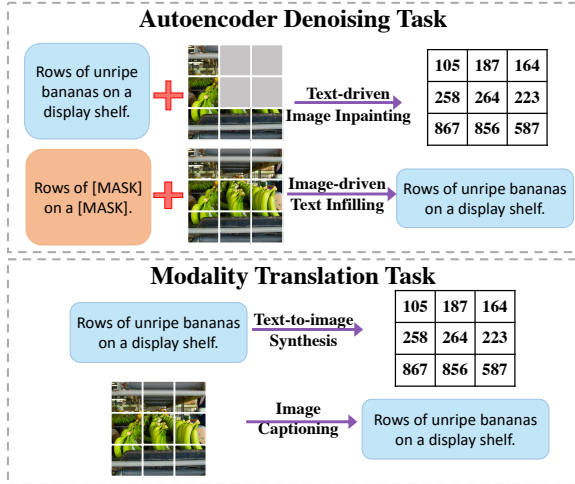 Autoencoder Denoising Task
Rows of unripe
bananas on a
display shelf.
Text-driven
Image Inpainting
105 187 164
258 264 223
867 856 587
Rows of [MASK]
on a [MASK].
Image-driven
Text Infilling
Rows of unripe bananas
on a display shelf.
Modality Translation Task
Rows of unripe bananas
on a display shelf.
Text-to-image
Synthesis
105 187 164
258 264 223
867 856 587
Image
Captioning
Rows of unripe bananas
on a display shelf.